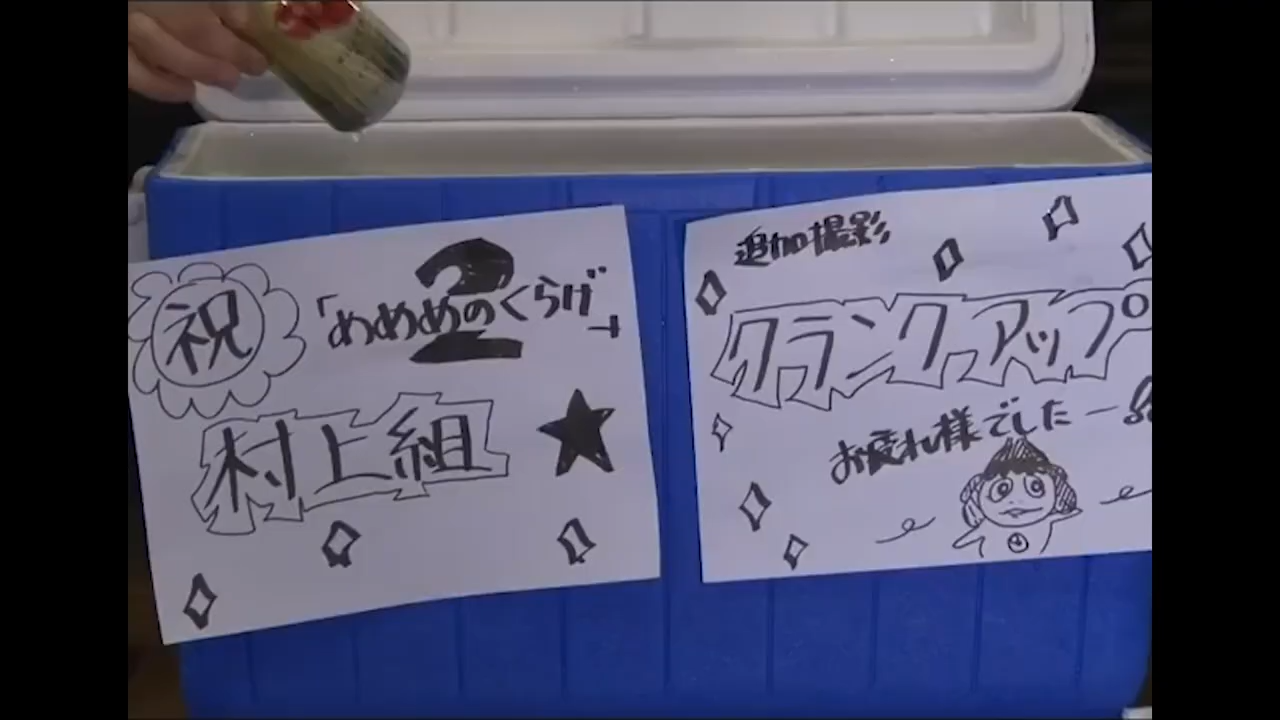 祝
「めめめのくらげ」
2
村上組
追加撮影
クランクアップ
お疲れ様でしたー